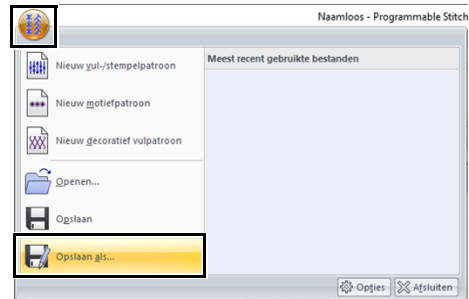 Naamloos - Programmable Stitch
Nieuw vul-/stempelpatroon
Meest recent gebruikte bestanden
Nieuw motiefpatroon
Nieuw decoratief vulpatroon
Openen...
Opslaan
Opslaan als...
Opties
Afsluiten